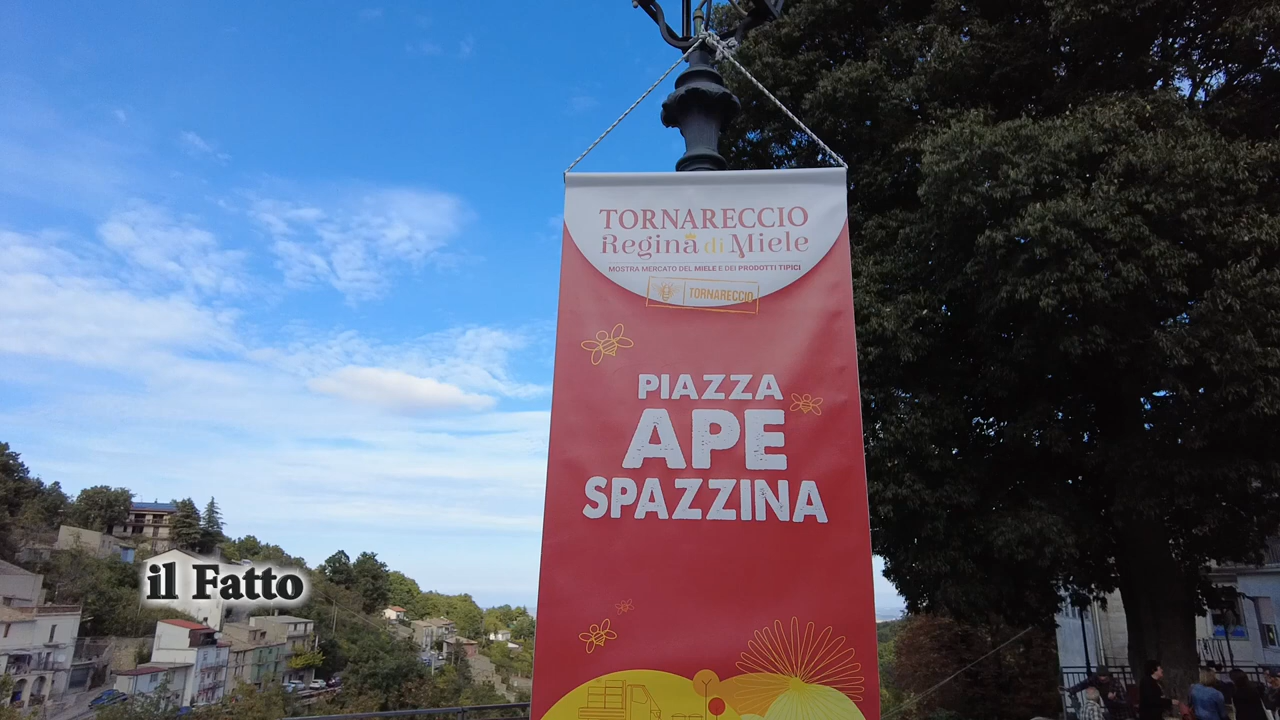 TORNARECCIO
Regina di Miele
MOSTRA MERCATO DEL MIELE E DEI PRODOTTI TIPICI
TORNARECCIO
PIAZZA
APE
SPAZZINA
il Fatto